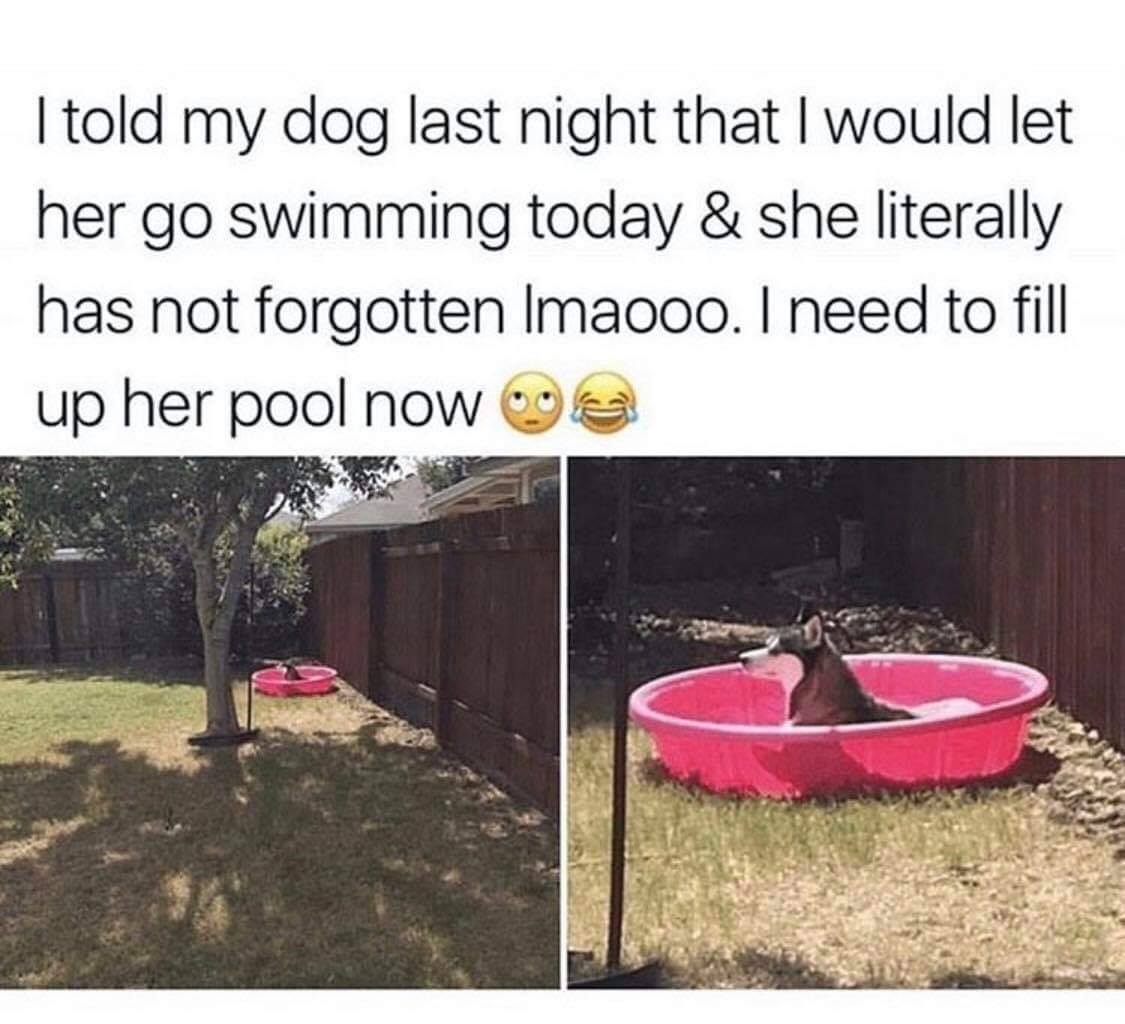 I told my dog last night that I would let
her go swimming today & she literally
has not forgotten lmaooo. I need to fill
up her pool now 🙄😂